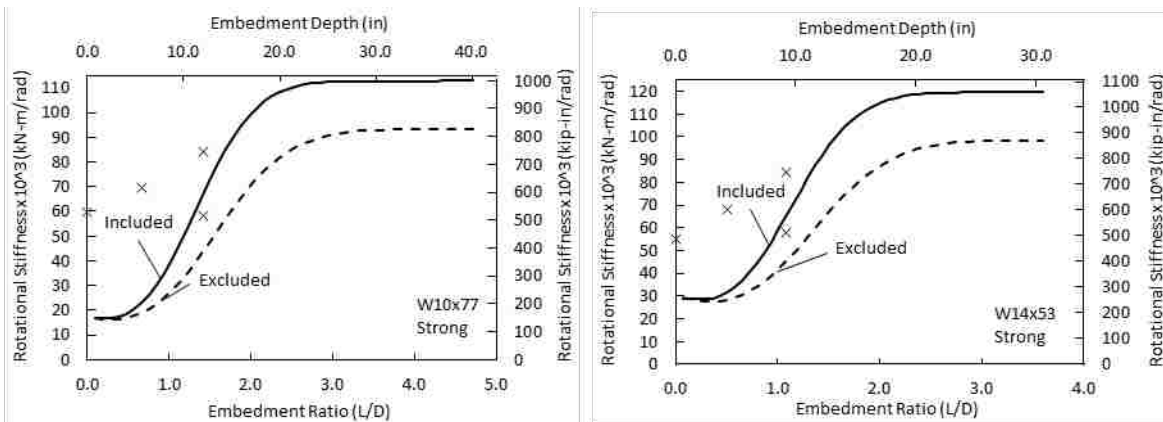 Embedment Depth (in)
0.0 10.0 20.0 30.0 40.0
Rotational Stiffness x10^3 (kN-m/rad)
110
100
90
80
70
60
50
40
30
20
10
0
1000
900
800
700
600
500
400
300
200
100
0
Rotational Stiffness x10^3 (kip-in/rad)
Included
Excluded
W10x77
Strong
0.0 1.0 2.0 3.0 4.0 5.0
Embedment Ratio (L/D)
Embedment Depth (in)
0.0 10.0 20.0 30.0
Rotational Stiffness x10^3 (kN-m/rad)
120
110
100
90
80
70
60
50
40
30
20
10
0
1100
1000
900
800
700
600
500
400
300
200
100
0
Rotational Stiffness x10^3 (kip-in/rad)
Included
Excluded
W14x53
Strong
0.0 1.0 2.0 3.0 4.0
Embedment Ratio (L/D)